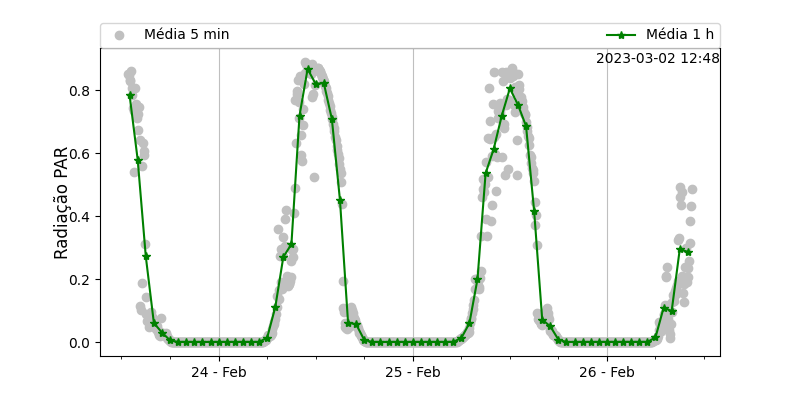 Média 5 min
Média 1 h
2023-03-02 12:48
Radiação PAR
0.8
0.6
0.4
0.2
0.0
24 - Feb
25 - Feb
26 - Feb